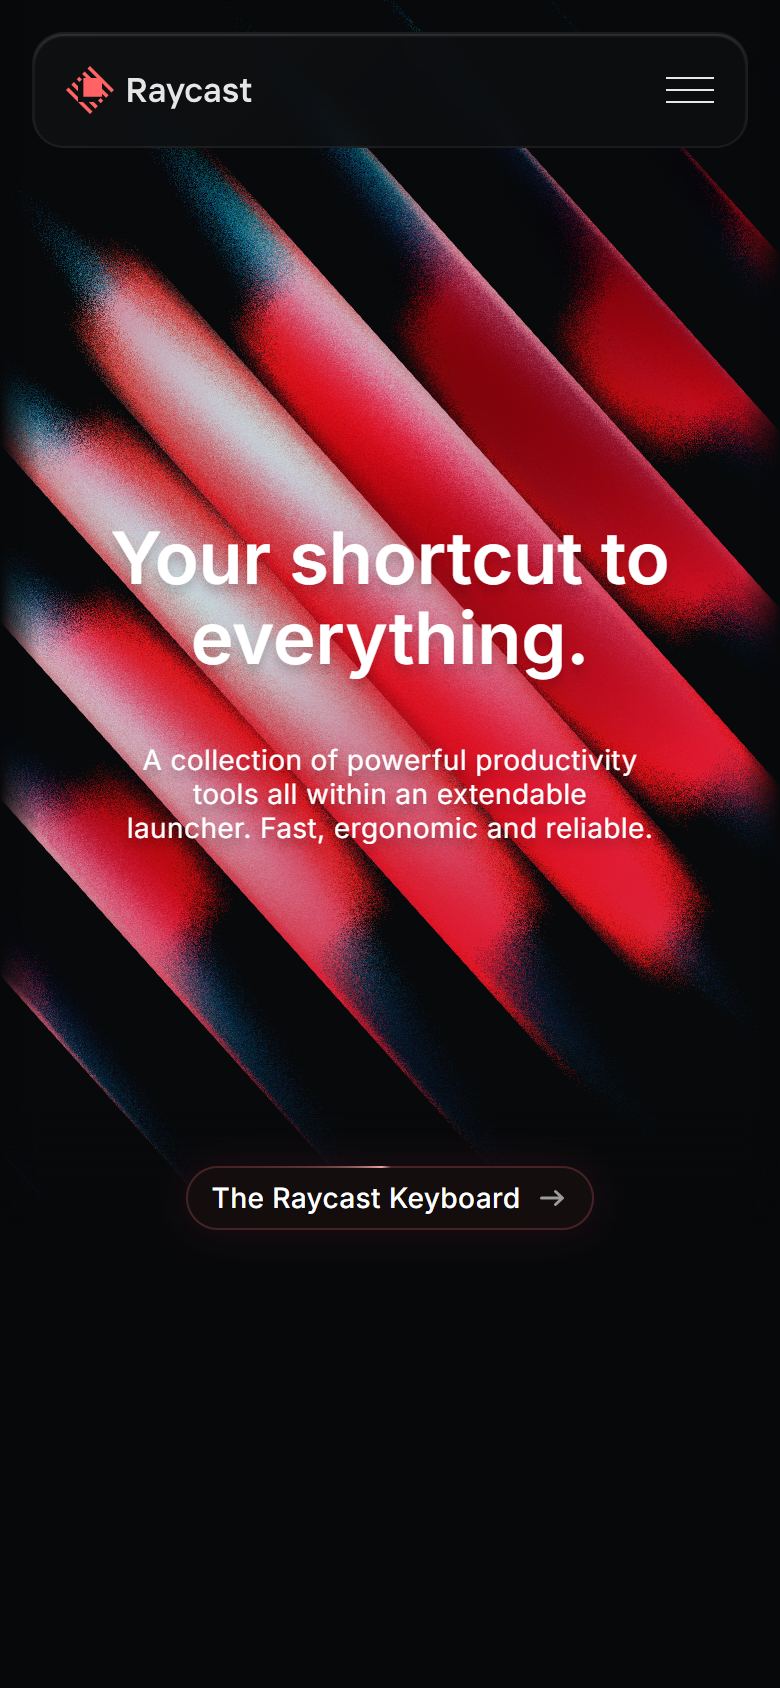 Raycast
Your shortcut to
everything.
A collection of powerful productivity
tools all within an extendable
launcher. Fast, ergonomic and reliable.
The Raycast Keyboard